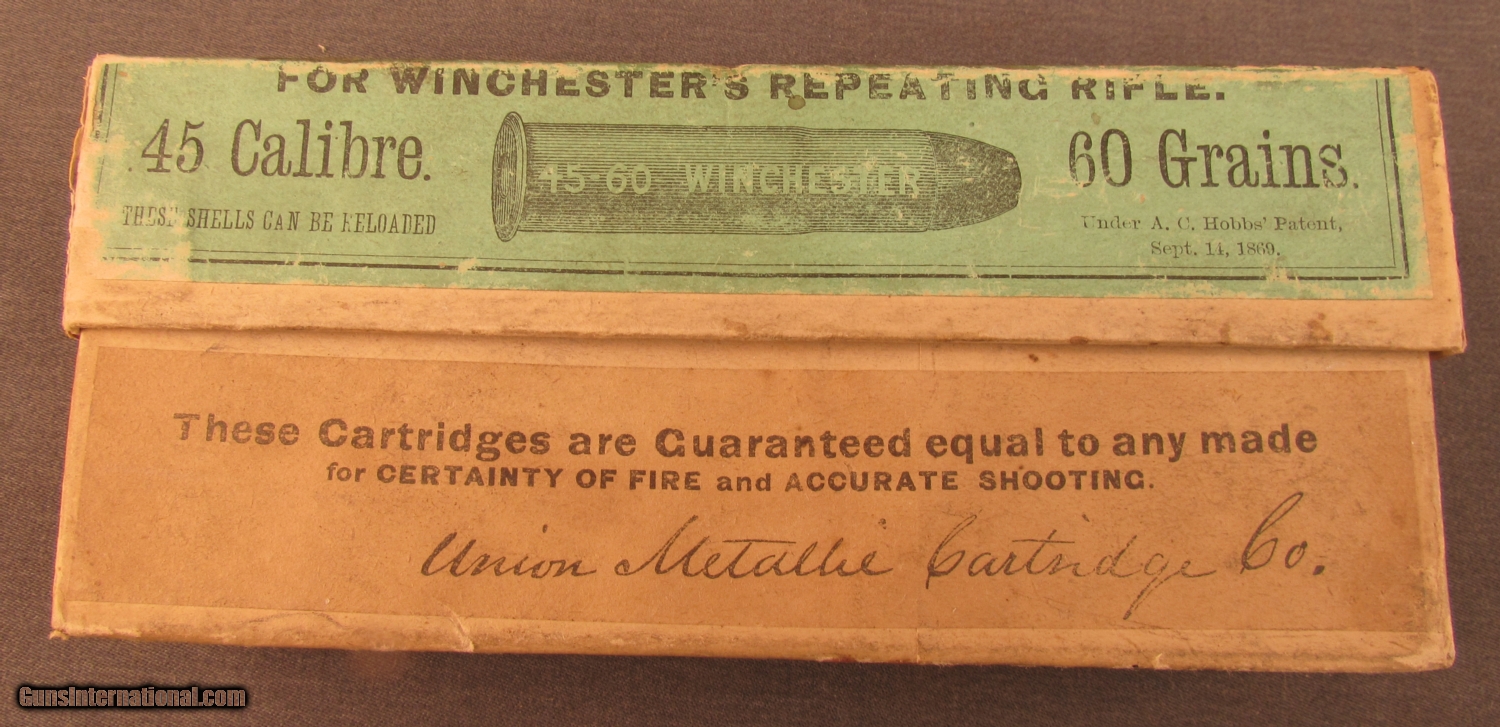 FOR WINCHESTER'S REPEATING RIFLE.
.45 Calibre.
45-60 WINCHESTER
60 Grains.
THESE SHELLS CAN BE RELOADED
Under A. C. Hobbs' Patent,
Sept. 14, 1869.
These Cartridges are Guaranteed equal to any made
for CERTAINTY OF FIRE and ACCURATE SHOOTING.
Union Metallic Cartridge Co.
GunsInternational.com